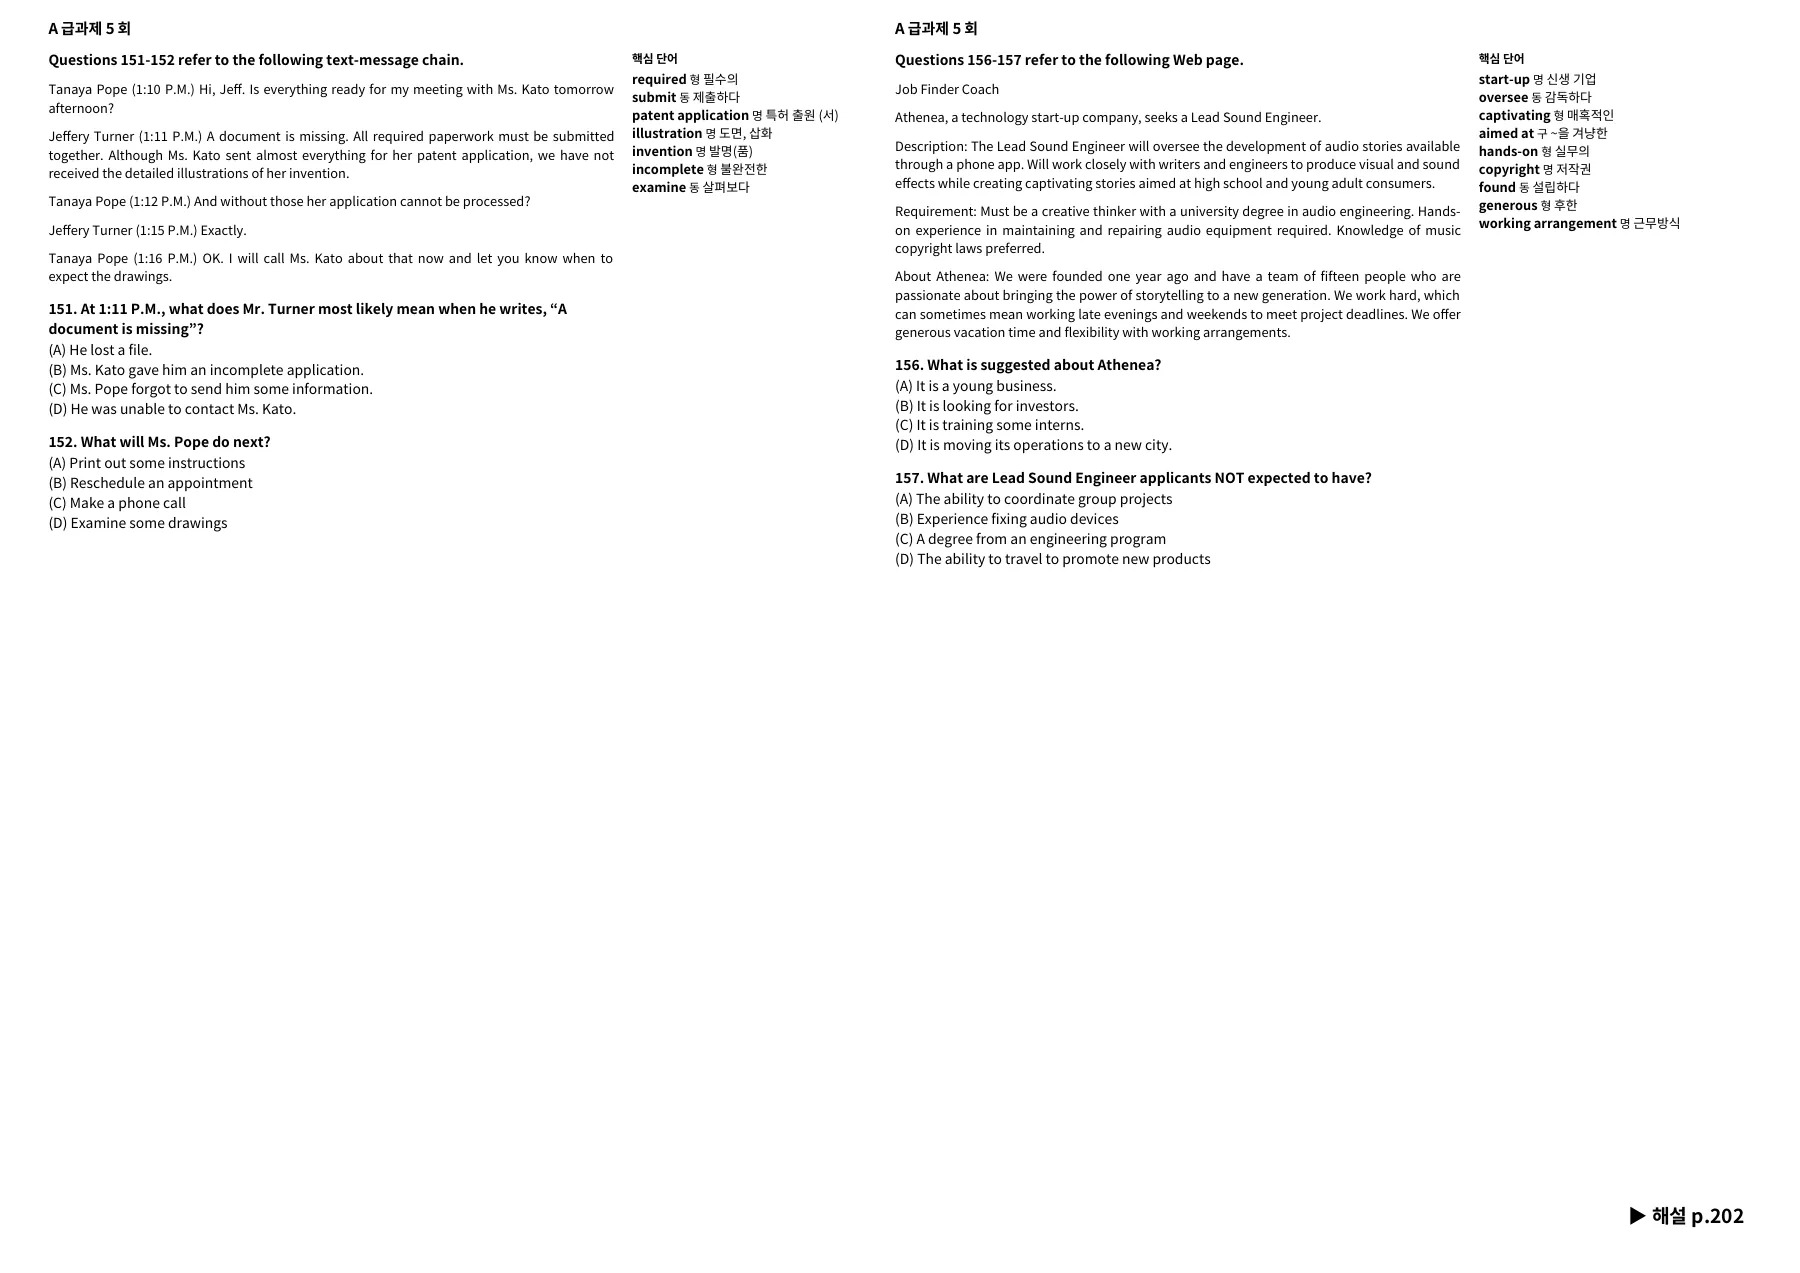 A 급과제 5 회
Questions 151-152 refer to the following text-message chain.
Tanaya Pope (1:10 P.M.) Hi, Jeff. Is everything ready for my meeting with Ms. Kato tomorrow
afternoon?
Jeffery Turner (1:11 P.M.) A document is missing. All required paperwork must be submitted
together. Although Ms. Kato sent almost everything for her patent application, we have not
received the detailed illustrations of her invention.
Tanaya Pope (1:12 P.M.) And without those her application cannot be processed?
Jeffery Turner (1:15 P.M.) Exactly.
Tanaya Pope (1:16 P.M.) OK. I will call Ms. Kato about that now and let you know when to
expect the drawings.
151. At 1:11 P.M., what does Mr. Turner most likely mean when he writes, “A
document is missing”?
(A) He lost a file.
(B) Ms. Kato gave him an incomplete application.
(C) Ms. Pope forgot to send him some information.
(D) He was unable to contact Ms. Kato.
152. What will Ms. Pope do next?
(A) Print out some instructions
(B) Reschedule an appointment
(C) Make a phone call
(D) Examine some drawings
핵심 단어
required 형 필수의
submit 동 제출하다
patent application 명 특허 출원 (서)
illustration 명 도면, 삽화
invention 명 발명(품)
incomplete 형 불완전한
examine 동 살펴보다
A 급과제 5 회
Questions 156-157 refer to the following Web page.
Job Finder Coach
Athenea, a technology start-up company, seeks a Lead Sound Engineer.
Description: The Lead Sound Engineer will oversee the development of audio stories available
through a phone app. Will work closely with writers and engineers to produce visual and sound
effects while creating captivating stories aimed at high school and young adult consumers.
Requirement: Must be a creative thinker with a university degree in audio engineering. Hands-
on experience in maintaining and repairing audio equipment required. Knowledge of music
copyright laws preferred.
About Athenea: We were founded one year ago and have a team of fifteen people who are
passionate about bringing the power of storytelling to a new generation. We work hard, which
can sometimes mean working late evenings and weekends to meet project deadlines. We offer
generous vacation time and flexibility with working arrangements.
156. What is suggested about Athenea?
(A) It is a young business.
(B) It is looking for investors.
(C) It is training some interns.
(D) It is moving its operations to a new city.
157. What are Lead Sound Engineer applicants NOT expected to have?
(A) The ability to coordinate group projects
(B) Experience fixing audio devices
(C) A degree from an engineering program
(D) The ability to travel to promote new products
핵심 단어
start-up 명 신생 기업
oversee 동 감독하다
captivating 형 매혹적인
aimed at 구 ~을 겨냥한
hands-on 형 실무의
copyright 명 저작권
found 동 설립하다
generous 형 후한
working arrangement 명 근무방식
▶ 해설 p.202